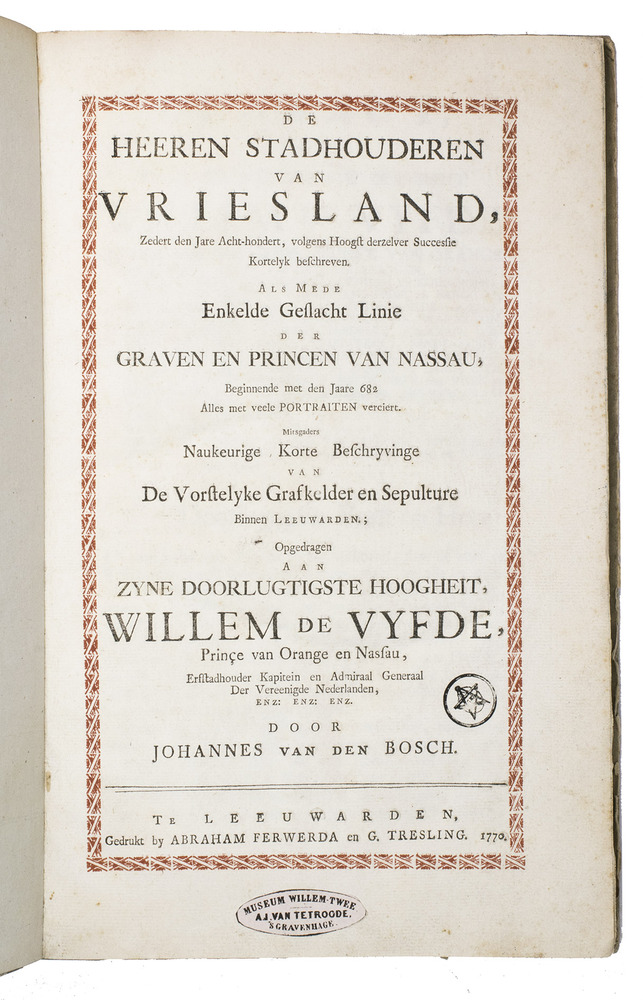 DE
HEEREN STADHOUDEREN
VAN
VRIESLAND,
Zedert den Jare Acht-hondert, volgens Hoogſt derzelver Succesſie
Kortelyk beſchreven.
ALS MEDE
Enkelde Geſlacht Linie
DER
GRAVEN EN PRINCEN VAN NASSAU,
Beginnende met den Jaare 682
Alles met veele PORTRAITEN verciert.
Mitsgaders
Naukeurige Korte Beſchryvinge
VAN
De Vorſtelyke Grafkelder en Sepulture
Binnen LEEUWARDEN.;
Opgedragen
AAN
ZYNE DOORLUGTIGSTE HOOGHEIT,
WILLEM DE VYFDE,
Prinçe van Orange en Nasſau,
Erfſtadhouder Kapitein en Admiraal Generaal
Der Vereenigde Nederlanden,
ENZ: ENZ: ENZ.
DOOR
JOHANNES VAN DEN BOSCH.
TE LEEUWARDEN,
Gedrukt by ABRAHAM FERWERDA en G. TRESLING. 1770.
MUSEUM WILLEM-TWEE
A.J. VAN TETROODE.
'S GRAVENHAGE.